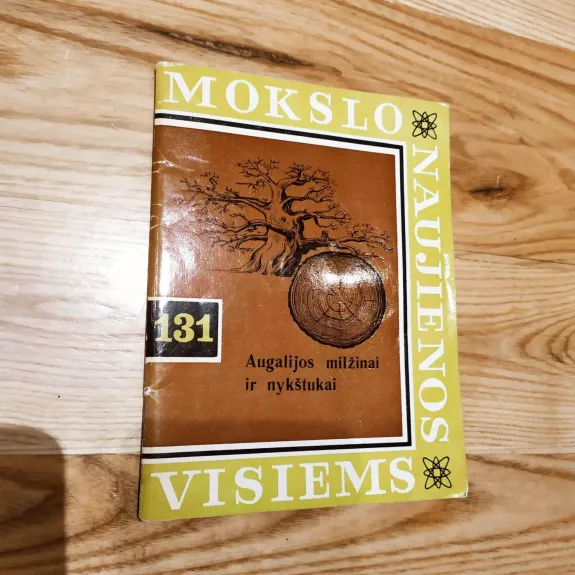 MOKSLO
NAUJIENOS
VISIEMS
131
Augalijos milžinai
ir nykštukai